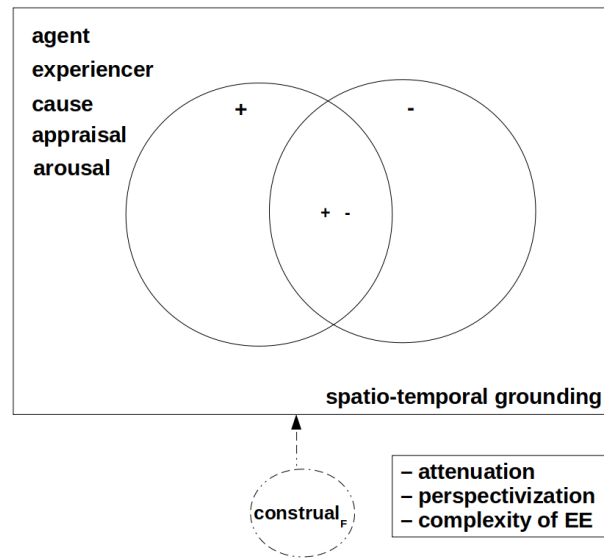 agent
experiencer
cause
appraisal
arousal
+
-
+ -
spatio-temporal grounding
construalF
– attenuation
– perspectivization
– complexity of EE